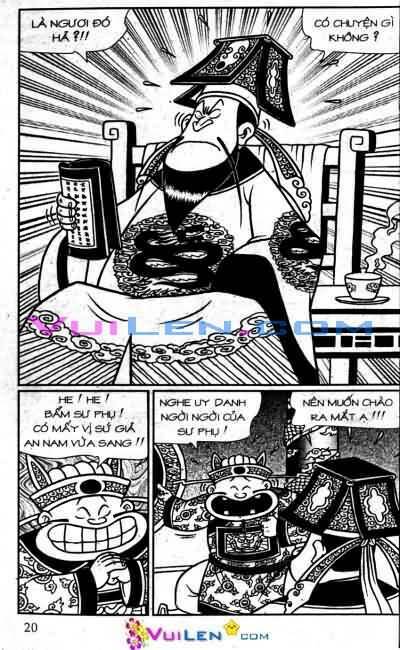 LÀ NGƯƠI ĐÓ
HẢ?!!
CÓ CHUYỆN GÌ
KHÔNG?
VuiLen.com
HE! HE!
BẨM SƯ PHỤ!
CÓ MẤY VỊ SỨ GIẢ
AN NAM VỪA SANG!!
NGHE UY DANH
NGỜI NGỜI CỦA
SƯ PHỤ!
NÊN MUỐN CHÀO
RA MẮT Ạ!!!
20
VuiLen.com